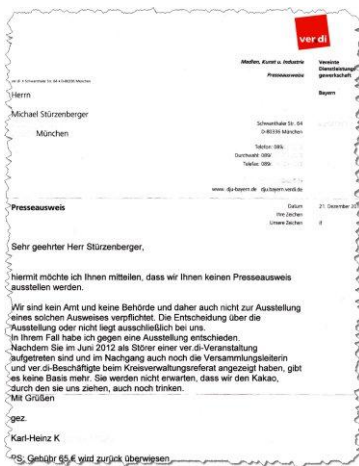 ver di
Medien, Kunst u. Industrie
Vereinte
Dienstleistungs
gewerkschaft
Presseausweise
Bayern
Herrn
Michael Stürzenberger
München
Schwanthaler Str. 64
D-80336 München
Telefon: 089/
Durchwahl: 089/
Telefax: 089/
www. dju-bayern.de dju.bayern.verdi.de
Presseausweis
Datum 21. Dezember 20
Ihre Zeichen
Unsere Zeichen
Sehr geehrter Herr Stürzenberger,
hiermit möchte ich Ihnen mitteilen, dass wir Ihnen keinen Presseausweis
ausstellen werden.
Wir sind kein Amt und keine Behörde und daher auch nicht zur Ausstellung
eines solchen Ausweises verpflichtet. Die Entscheidung über die
Ausstellung oder nicht liegt ausschließlich bei uns.
In Ihrem Fall habe ich gegen eine Ausstellung entschieden.
Nachdem Sie im Juni 2012 als Störer einer ver.di-Veranstaltung
aufgetreten sind und im Nachgang auch noch die Versammlungsleiterin
und ver.di-Beschäftigte beim Kreisverwaltungsreferat angezeigt haben, gibt
es keine Basis mehr. Sie werden nicht erwarten, dass wir den Kakao,
durch den sie uns ziehen, auch noch trinken.
Mit Grüßen
gez.
Karl-Heinz K
PS: Gebühr 65 € wird zurück überwiesen